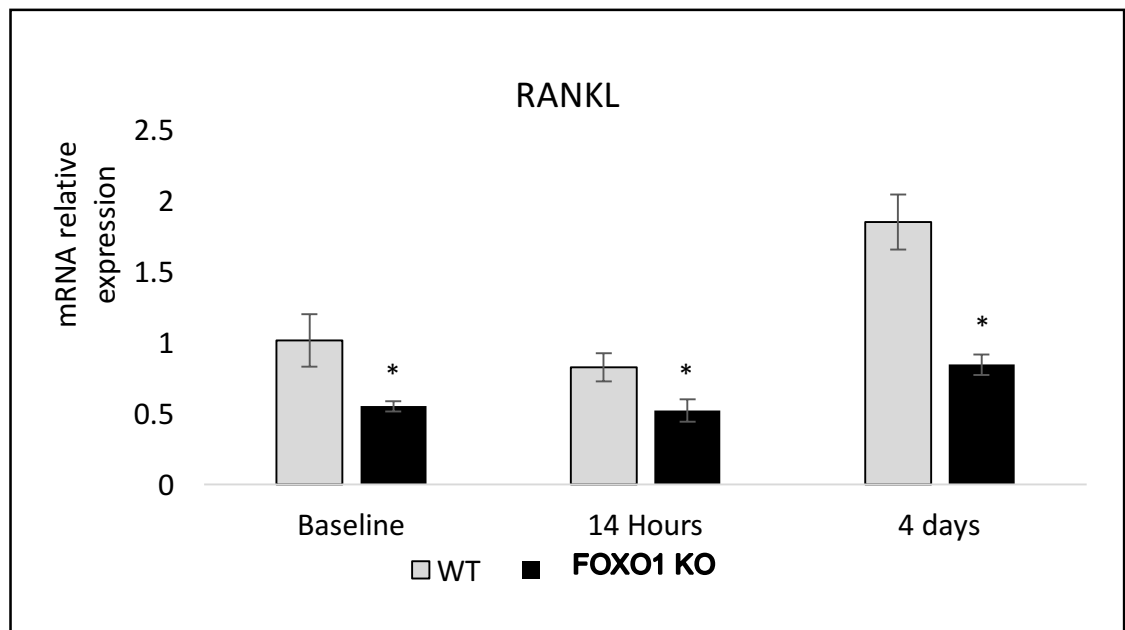 RANKL
mRNA relative
expression
2.5
2
1.5
1
0.5
0
*
*
*
Baseline 14 Hours 4 days
WT FOXO1 KO